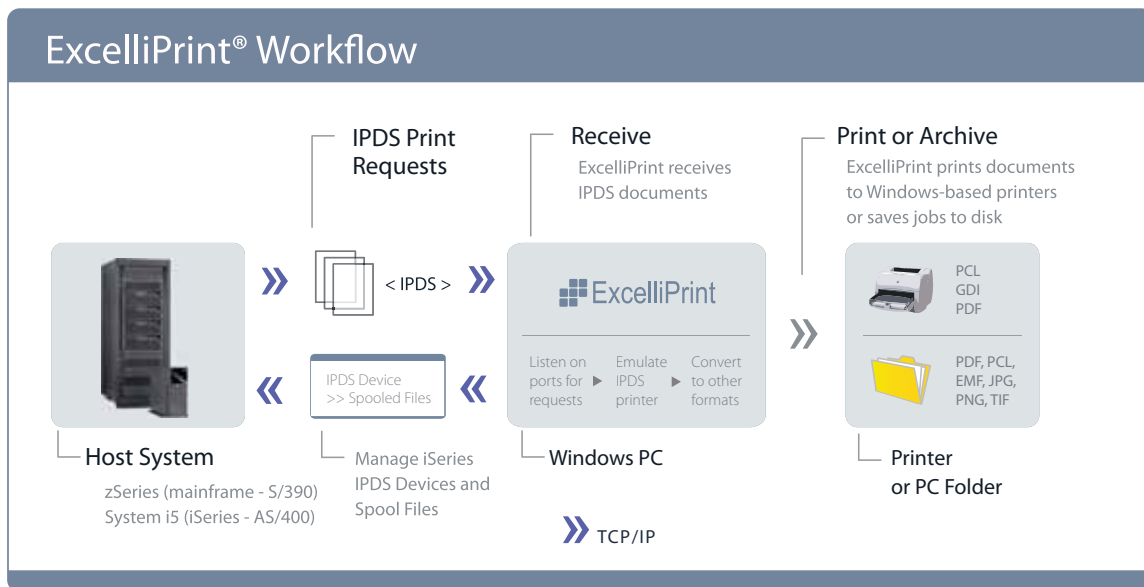 ExcelliPrint® Workflow
IPDS Print
Requests
Receive
ExcelliPrint receives
IPDS documents
Print or Archive
ExcelliPrint prints documents
to Windows-based printers
or saves jobs to disk
< IPDS >
ExcelliPrint
PCL
GDI
PDF
IPDS Device
>> Spooled Files
Listen on
ports for
requests
Emulate
IPDS
printer
Convert
to other
formats
PDF, PCL,
EMF, JPG,
PNG, TIF
Host System
zSeries (mainframe - S/390)
System i5 (iSeries - AS/400)
Manage iSeries
IPDS Devices and
Spool Files
Windows PC
Printer
or PC Folder
TCP/IP